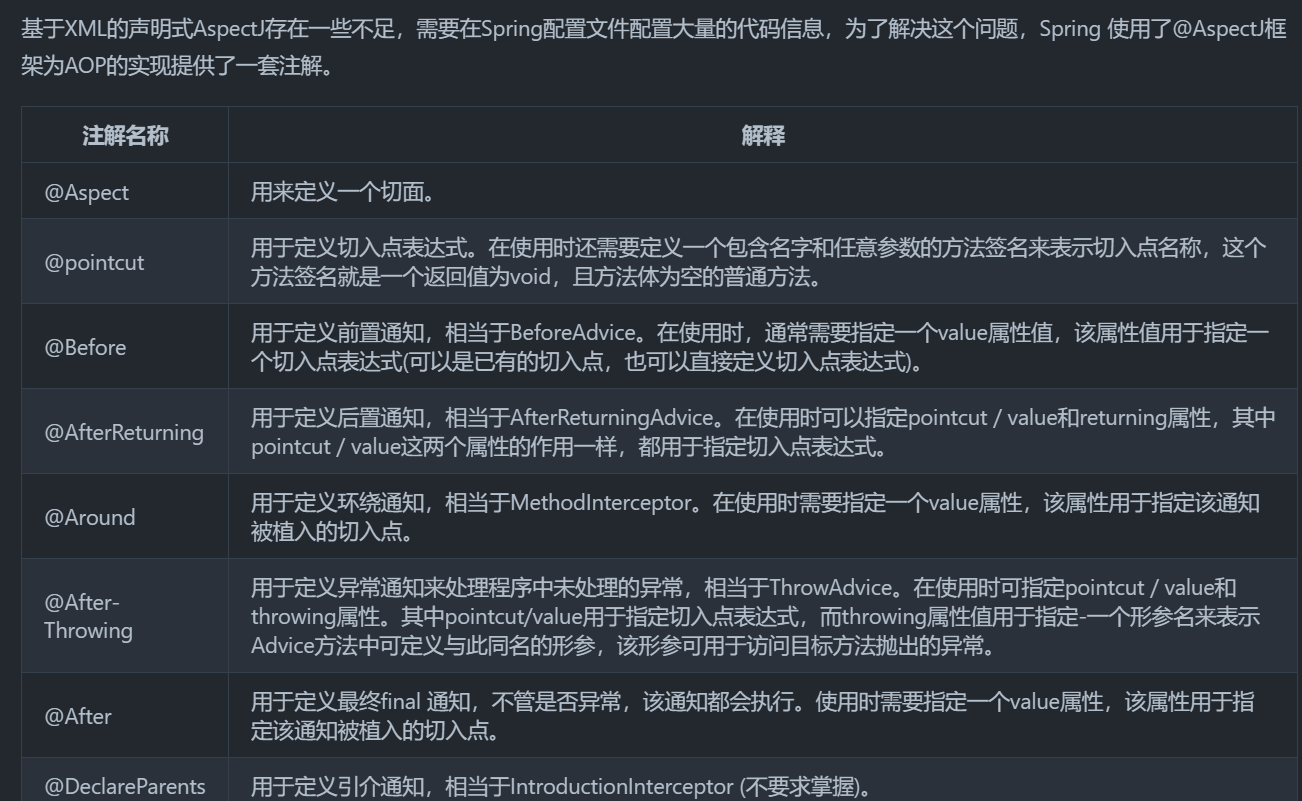 基于XML的声明式AspectJ存在一些不足，需要在Spring配置文件配置大量的代码信息，为了解决这个问题，Spring 使用了@AspectJ框
架为AOP的实现提供了一套注解。
注解名称 解释
@Aspect 用来定义一个切面。
@pointcut 用于定义切入点表达式。在使用时还需要定义一个包含名字和任意参数的方法签名来表示切入点名称，这个
方法签名就是一个返回值为void，且方法体为空的普通方法。
@Before 用于定义前置通知，相当于BeforeAdvice。在使用时，通常需要指定一个value属性值，该属性值用于指定一
个切入点表达式(可以是已有的切入点，也可以直接定义切入点表达式)。
@AfterReturning 用于定义后置通知，相当于AfterReturningAdvice。在使用时可以指定pointcut / value和returning属性，其中
pointcut / value这两个属性的作用一样，都用于指定切入点表达式。
@Around 用于定义环绕通知，相当于MethodInterceptor。在使用时需要指定一个value属性，该属性用于指定该通知
被植入的切入点。
@After-
Throwing
用于定义异常通知来处理程序中未处理的异常，相当于ThrowAdvice。在使用时可指定pointcut / value和
throwing属性。其中pointcut/value用于指定切入点表达式，而throwing属性值用于指定-一个形参名来表示
Advice方法中可定义与此同名的形参，该形参可用于访问目标方法抛出的异常。
@After 用于定义最终final 通知，不管是否异常，该通知都会执行。使用时需要指定一个value属性，该属性用于指
定该通知被植入的切入点。
@DeclareParents 用于定义引介通知，相当于IntroductionInterceptor (不要求掌握)。